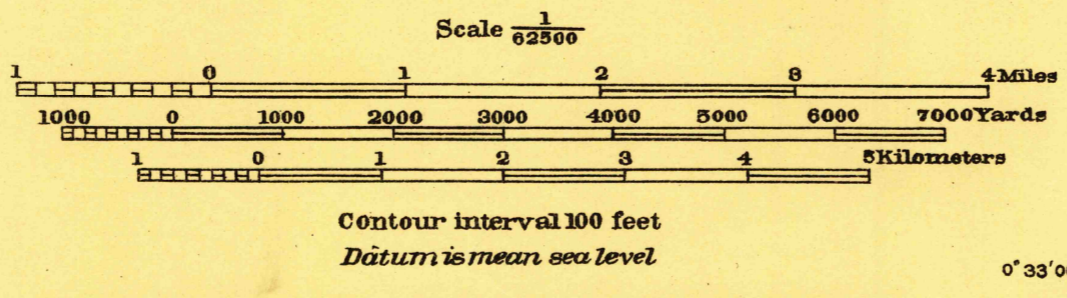 Scale 1/62500
1 0 1 2 3 4 Miles
1000 0 1000 2000 3000 4000 5000 6000 7000 Yards
1 0 1 2 3 4 5 Kilometers
Contour interval 100 feet
Datum is mean sea level
0°33'0